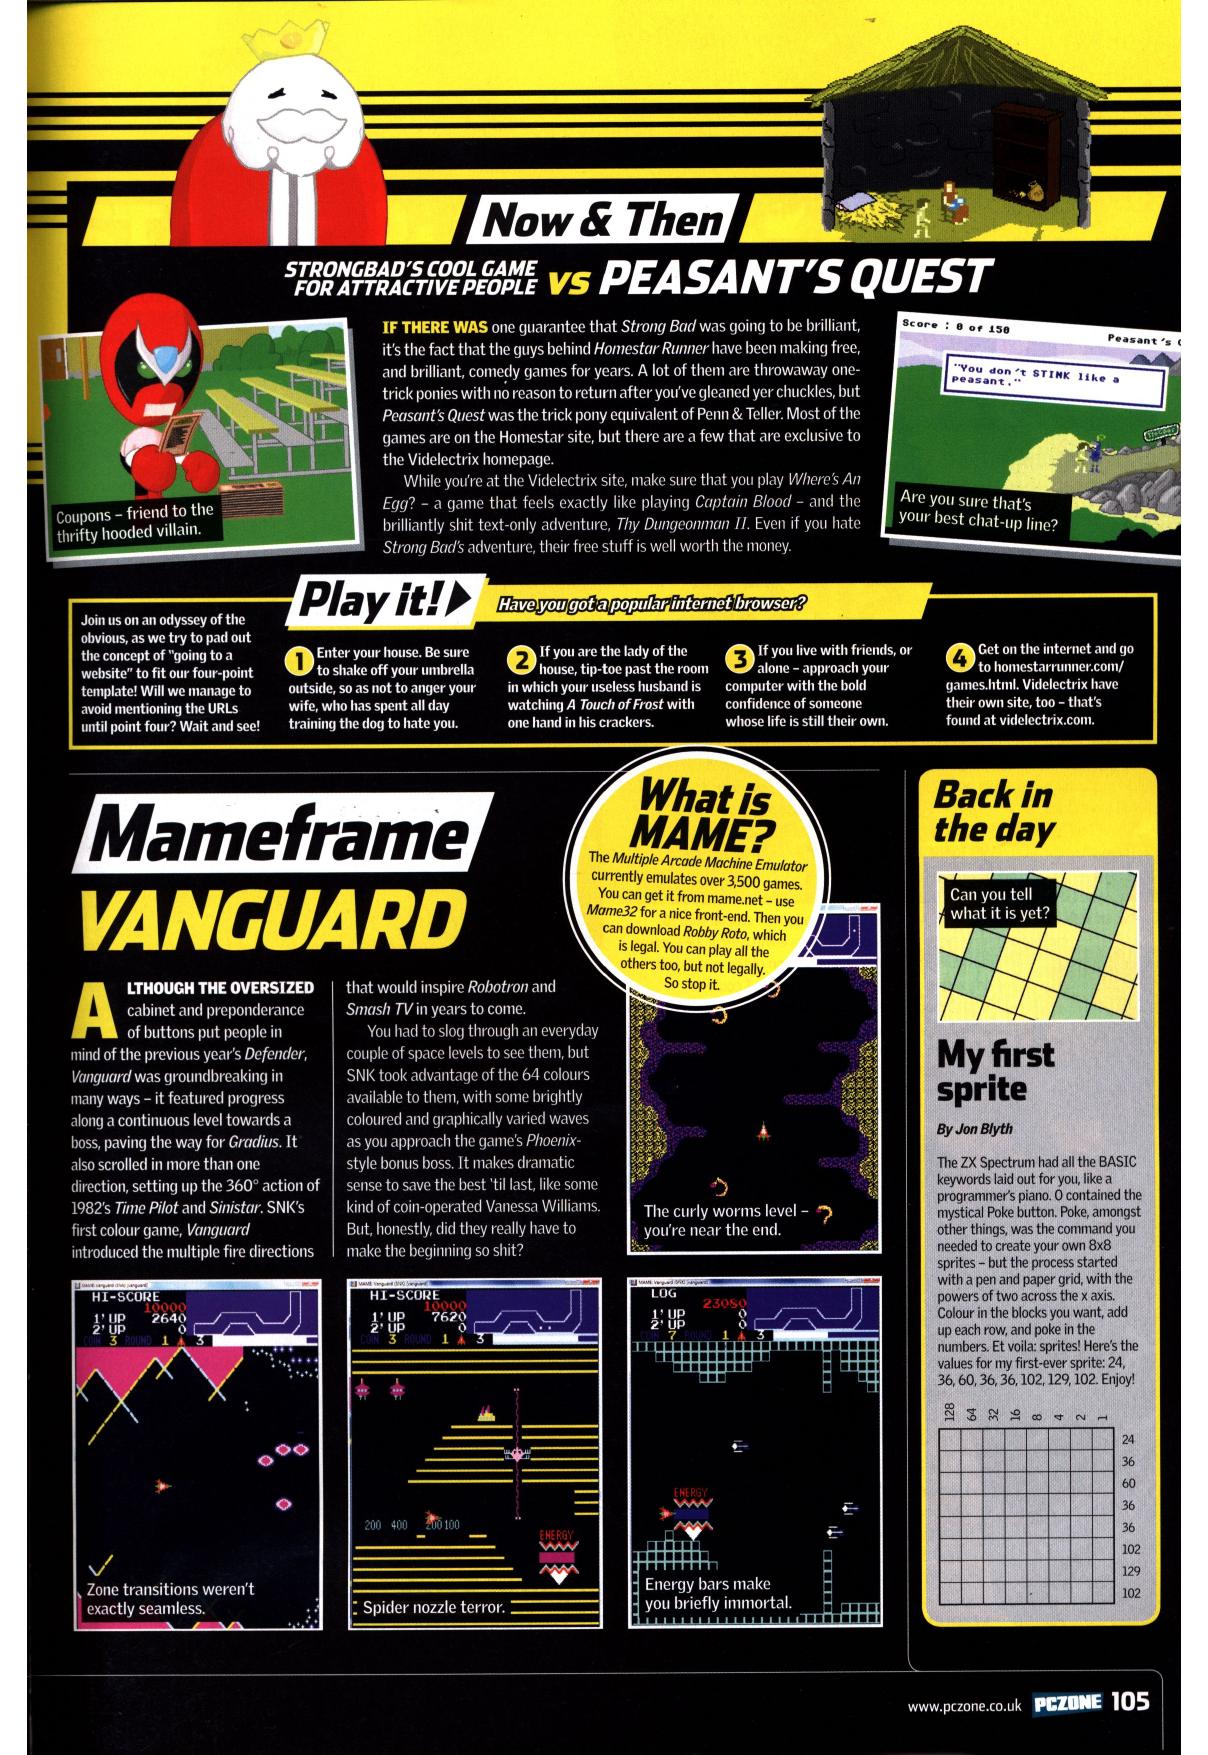 Now & Then
STRONGBAD'S COOL GAME
FOR ATTRACTIVE PEOPLE VS PEASANT'S QUEST
Coupons – friend to the
thrifty hooded villain.
IF THERE WAS one guarantee that Strong Bad was going to be brilliant,
it's the fact that the guys behind Homestar Runner have been making free,
and brilliant, comedy games for years. A lot of them are throwaway one-
trick ponies with no reason to return after you've gleaned yer chuckles, but
Peasant's Quest was the trick pony equivalent of Penn & Teller. Most of the
games are on the Homestar site, but there are a few that are exclusive to
the Videlectrix homepage.
While you're at the Videlectrix site, make sure that you play Where's An
Egg? – a game that feels exactly like playing Captain Blood – and the
brilliantly shit text-only adventure, Thy Dungeonman II. Even if you hate
Strong Bad's adventure, their free stuff is well worth the money.
Score : 0 of 150
Peasant's
"You don't STINK like a
peasant."
Are you sure that's
your best chat-up line?
Play it!
Have you got a popular internet browser?
Join us on an odyssey of the
obvious, as we try to pad out
the concept of "going to a
website" to fit our four-point
template! Will we manage to
avoid mentioning the URLs
until point four? Wait and see!
1 Enter your house. Be sure
to shake off your umbrella
outside, so as not to anger your
wife, who has spent all day
training the dog to hate you.
2 If you are the lady of the
house, tip-toe past the room
in which your useless husband is
watching A Touch of Frost with
one hand in his crackers.
3 If you live with friends, or
alone – approach your
computer with the bold
confidence of someone
whose life is still their own.
4 Get on the internet and go
to homestarrunner.com/
games.html. Videlectrix have
their own site, too – that's
found at videlectrix.com.
Mameframe
VANGUARD
ALTHOUGH THE OVERSIZED
cabinet and preponderance
of buttons put people in
mind of the previous year's Defender,
Vanguard was groundbreaking in
many ways – it featured progress
along a continuous level towards a
boss, paving the way for Gradius. It
also scrolled in more than one
direction, setting up the 360° action of
1982's Time Pilot and Sinistar. SNK's
first colour game, Vanguard
introduced the multiple fire directions
that would inspire Robotron and
Smash TV in years to come.
You had to slog through an everyday
couple of space levels to see them, but
SNK took advantage of the 64 colours
available to them, with some brightly
coloured and graphically varied waves
as you approach the game's Phoenix-
style bonus boss. It makes dramatic
sense to save the best 'til last, like some
kind of coin-operated Vanessa Williams.
But, honestly, did they really have to
make the beginning so shit?
What is
MAME?
The Multiple Arcade Machine Emulator
currently emulates over 3,500 games.
You can get it from mame.net – use
Mame32 for a nice front-end. Then you
can download Robby Roto, which
is legal. You can play all the
others too, but not legally.
So stop it.
The curly worms level –
you're near the end.
MAME: Vanguard (SNK) [vanguard]
HI-SCORE
10000
1' UP 2640
2' UP 0
COIN 3 ROUND 1 3
Zone transitions weren't
exactly seamless.
MAME: Vanguard (SNK) [vanguard]
HI-SCORE
10000
1' UP 7620
2' UP 0
COIN 3 ROUND 1 3
200 400 200 100
ENERGY
Spider nozzle terror.
MAME: Vanguard (SNK) [vanguard]
LOG
23080
1' UP 0
2' UP 0
COIN 7 ROUND 1 3
ENERGY
Energy bars make
you briefly immortal.
Back in
the day
Can you tell
what it is yet?
My first
sprite
By Jon Blyth
The ZX Spectrum had all the BASIC
keywords laid out for you, like a
programmer's piano. O contained the
mystical Poke button. Poke, amongst
other things, was the command you
needed to create your own 8x8
sprites – but the process started
with a pen and paper grid, with the
powers of two across the x axis.
Colour in the blocks you want, add
up each row, and poke in the
numbers. Et voila: sprites! Here's the
values for my first-ever sprite: 24,
36, 60, 36, 36, 102, 129, 102. Enjoy!
128 64 32 16 8 4 2 1
24
36
60
36
36
102
129
102
www.pczone.co.uk PCZONE 105